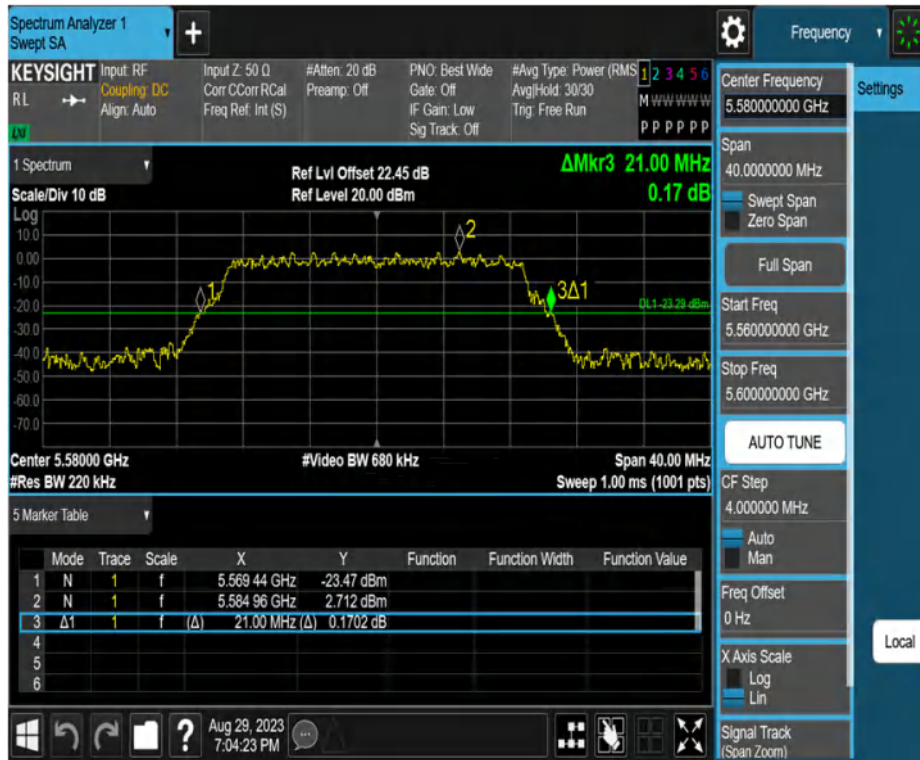 Spectrum Analyzer 1
Swept SA
+
Frequency
KEYSIGHT Input: RF Input Z: 50 Ω #Atten: 20 dB PNO: Best Wide #Avg Type: Power (RMS 1 2 3 4 5 6
RL Coupling: DC Corr CCorr RCal Preamp: Off Gate: Off Avg|Hold: 30/30 M W W W W W
Align: Auto Freq Ref: Int (S) IF Gain: Low Trig: Free Run
LXI Sig Track: Off P P P P P P
1 Spectrum
Ref Lvl Offset 22.45 dB ΔMkr3 21.00 MHz
Scale/Div 10 dB Ref Level 20.00 dBm 0.17 dB
Log
10.0
0.00
-10.0
-20.0
-30.0
-40.0
-50.0
-60.0
-70.0
2
1
3Δ1
DL1 -23.29 dBm
Center 5.58000 GHz #Video BW 680 kHz Span 40.00 MHz
#Res BW 220 kHz Sweep 1.00 ms (1001 pts)
5 Marker Table
Mode Trace Scale X Y Function Function Width Function Value
1 N 1 f 5.569 44 GHz -23.47 dBm
2 N 1 f 5.584 96 GHz 2.712 dBm
3 Δ1 1 f (Δ) 21.00 MHz (Δ) 0.1702 dB
4
5
6
?
Aug 29, 2023
7:04:23 PM
Center Frequency
5.580000000 GHz
Span
40.0000000 MHz
Swept Span
Zero Span
Full Span
Start Freq
5.560000000 GHz
Stop Freq
5.600000000 GHz
AUTO TUNE
CF Step
4.000000 MHz
Auto
Man
Freq Offset
0 Hz
X Axis Scale
Log
Lin
Signal Track
(Span Zoom)
Settings
Local